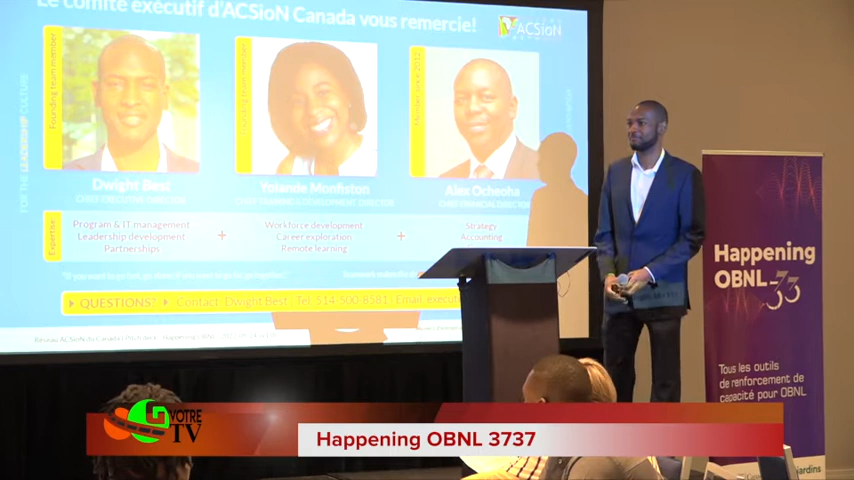 Le comité exécutif d'ACSioN Canada vous remercie!
ACSioN
FOR THE LEADERSHIP CULTURE
Founding team member
Founding team member
Member since 2012
Dwight Best
CHIEF EXECUTIVE DIRECTOR
Yolande Monfiston
CHIEF TRAINING & DEVELOPMENT DIRECTOR
Alex Ocheoha
CHIEF FINANCIAL DIRECTOR
Expertise
Program & IT management
Leadership development
Partnerships
+
Workforce development
Career exploration
Remote learning
+
Strategy
Accounting
QUESTIONS?
Contact: Dwight Best
Tel: 514-500-8581
Email: execut
Happening
OBNL
33
Tous les outils
de renforcement de
capacité pour OBNL
jardins
G VOTRE
TV
Happening OBNL 3737